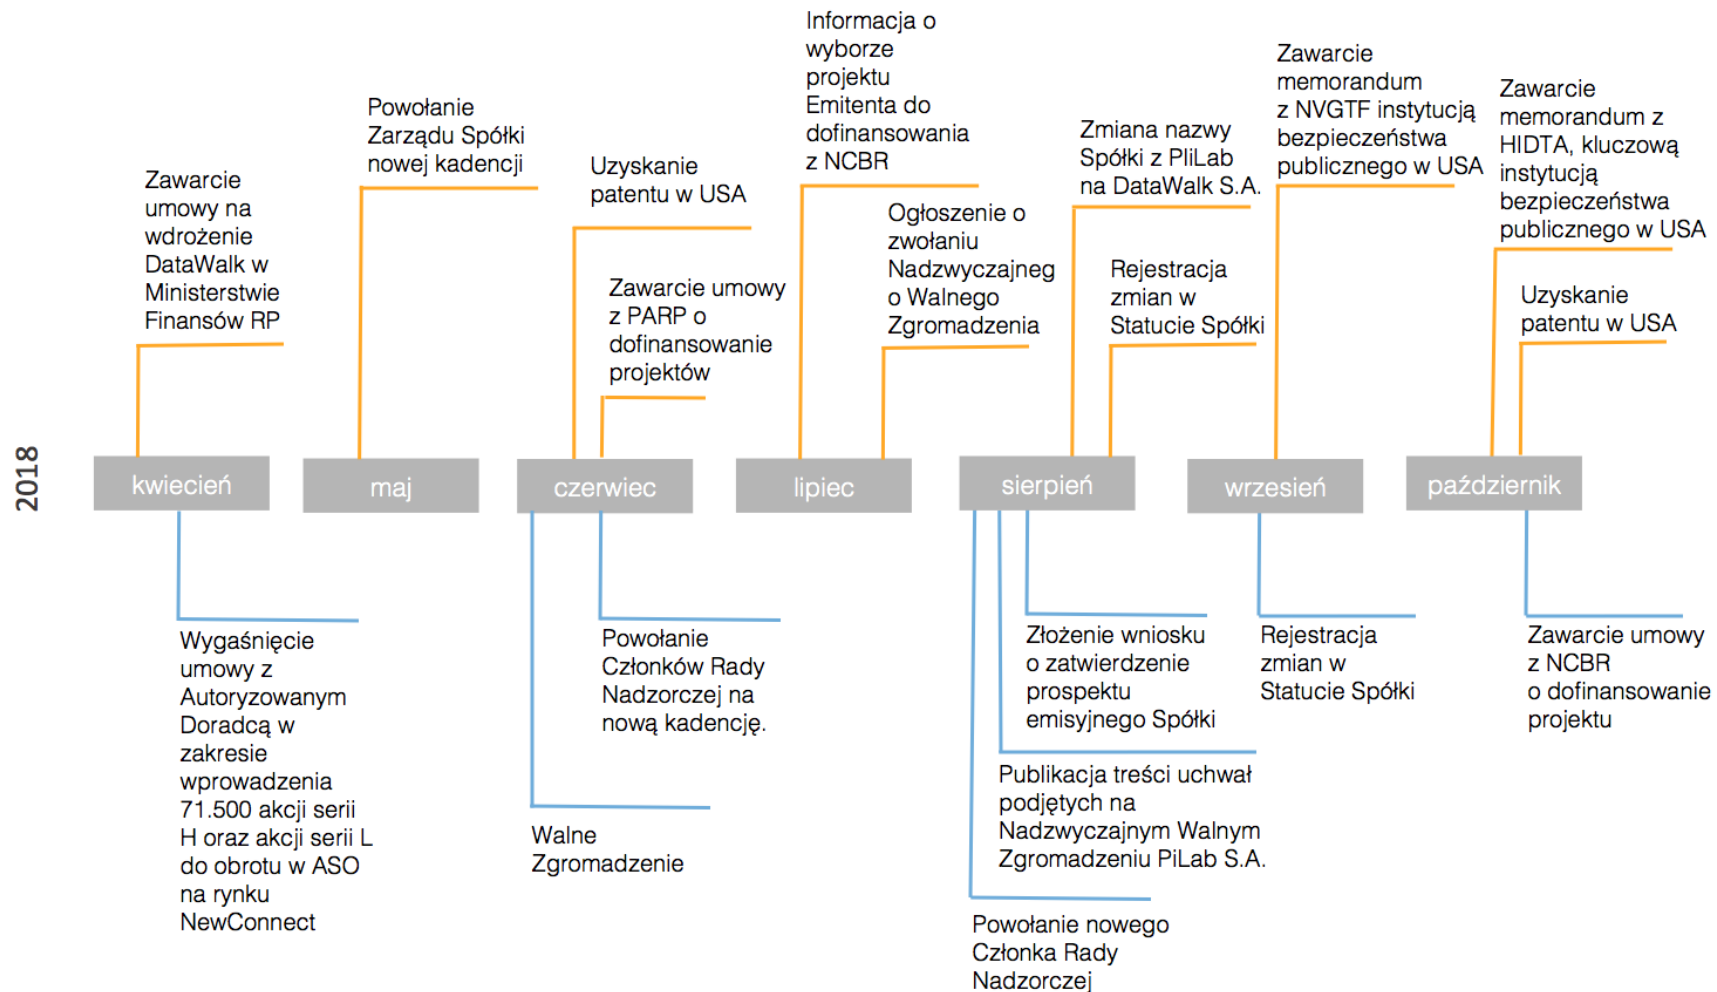 Zawarcie
umowy na
wdrożenie
DataWalk w
Ministerstwie
Finansów RP
Powołanie
Zarządu Spółki
nowej kadencji
Uzyskanie
patentu w USA
Zawarcie umowy
z PARP o
dofinansowanie
projektów
Informacja o
wyborze
projektu
Emitenta do
dofinansowania
z NCBR
Ogłoszenie o
zwołaniu
Nadzwyczajneg
o Walnego
Zgromadzenia
Zmiana nazwy
Spółki z PliLab
na DataWalk S.A.
Rejestracja
zmian w
Statucie Spółki
Zawarcie
memorandum
z NVGTF instytucją
bezpieczeństwa
publicznego w USA
Zawarcie
memorandum z
HIDTA, kluczową
instytucją
bezpieczeństwa
publicznego w USA
Uzyskanie
patentu w USA
2018
kwiecień
maj
czerwiec
lipiec
sierpień
wrzesień
październik
Wygaśnięcie
umowy z
Autoryzowanym
Doradcą w
zakresie
wprowadzenia
71.500 akcji serii
H oraz akcji serii L
do obrotu w ASO
na rynku
NewConnect
Powołanie
Członków Rady
Nadzorczej na
nową kadencję.
Walne
Zgromadzenie
Złożenie wniosku
o zatwierdzenie
prospektu
emisyjnego Spółki
Publikacja treści uchwał
podjętych na
Nadzwyczajnym Walnym
Zgromadzeniu PiLab S.A.
Powołanie nowego
Członka Rady
Nadzorczej
Rejestracja
zmian w
Statucie Spółki
Zawarcie umowy
z NCBR
o dofinansowanie
projektu